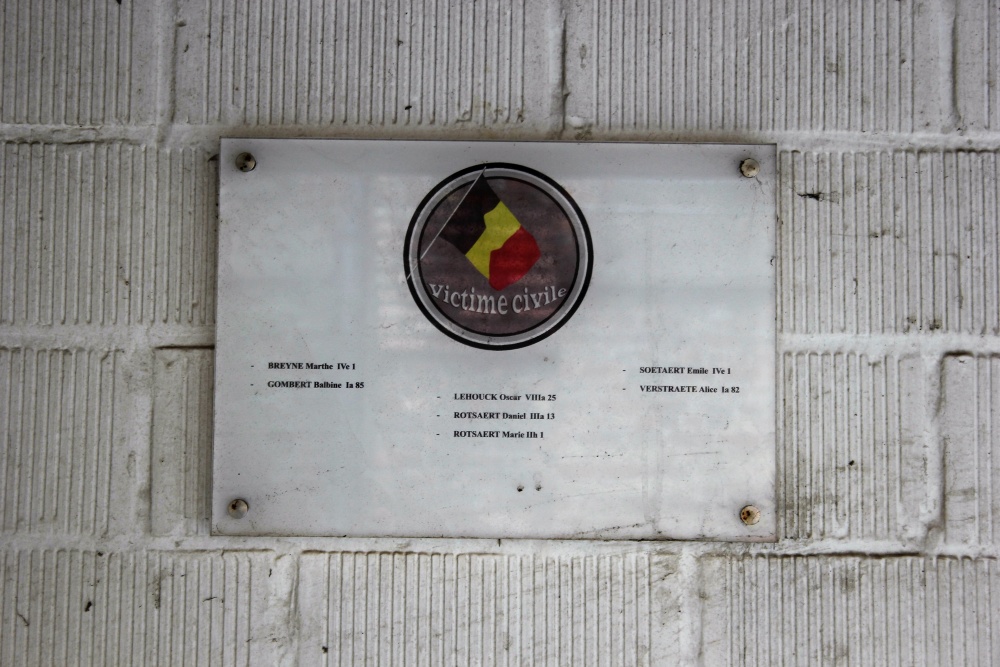 Victime civile
- BREYNE Marthe IVe 1
- GOMBERT Balbine Ia 85
- LEHOUCK Oscar VIIIa 25
- ROTSAERT Daniel IIIa 13
- ROTSAERT Marie IIh 1
- SOETAERT Emile IVe 1
- VERSTRAETE Alice Ia 82